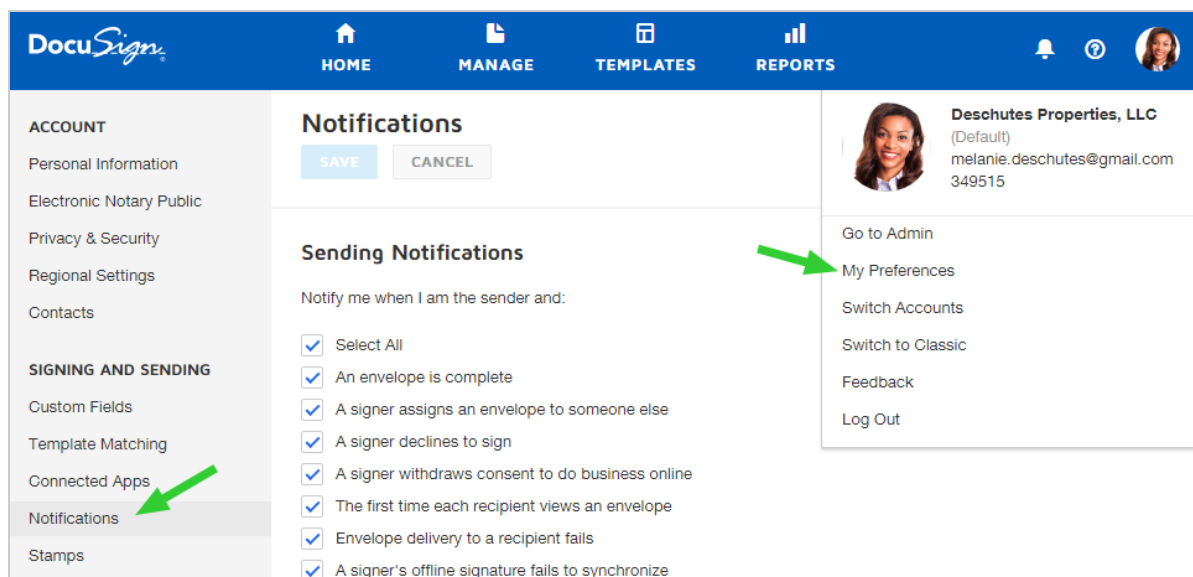 DocuSign
HOME
MANAGE
TEMPLATES
REPORTS
ACCOUNT
Personal Information
Electronic Notary Public
Privacy & Security
Regional Settings
Contacts
SIGNING AND SENDING
Custom Fields
Template Matching
Connected Apps
Notifications
Stamps
Notifications
SAVE
CANCEL
Sending Notifications
Notify me when I am the sender and:
Select All
An envelope is complete
A signer assigns an envelope to someone else
A signer declines to sign
A signer withdraws consent to do business online
The first time each recipient views an envelope
Envelope delivery to a recipient fails
A signer's offline signature fails to synchronize
Deschutes Properties, LLC
(Default)
melanie.deschutes@gmail.com
349515
Go to Admin
My Preferences
Switch Accounts
Switch to Classic
Feedback
Log Out